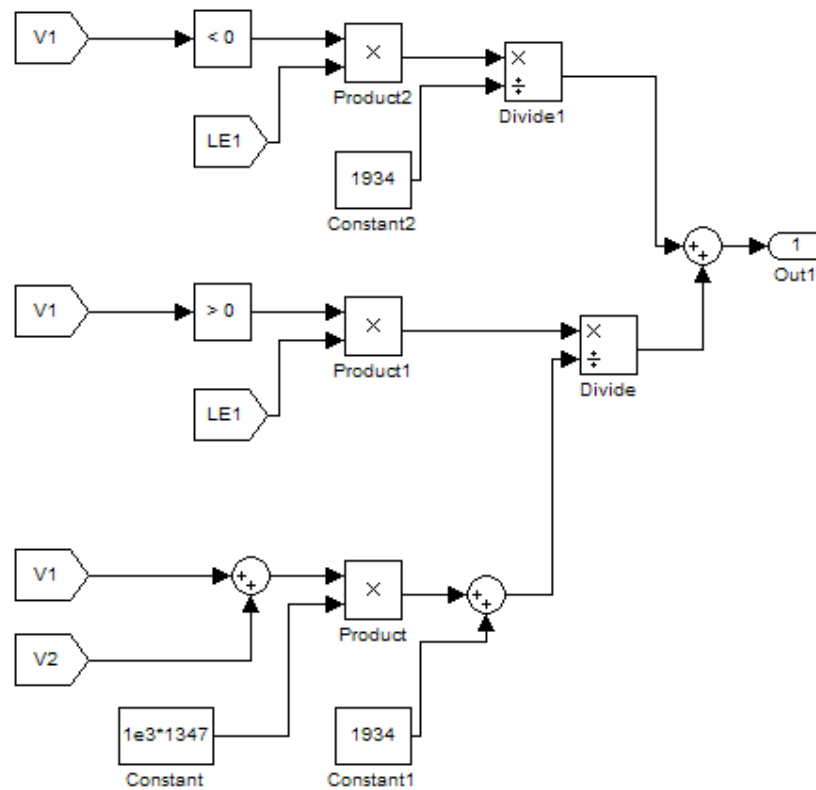 V1
< 0
×
Product2
×
÷
Divide1
LE1
1934
Constant2
+
+
1
Out1
V1
> 0
×
Product1
×
÷
Divide
LE1
V1
+
+
×
Product
+
+
V2
1e3*1347
Constant
1934
Constant1